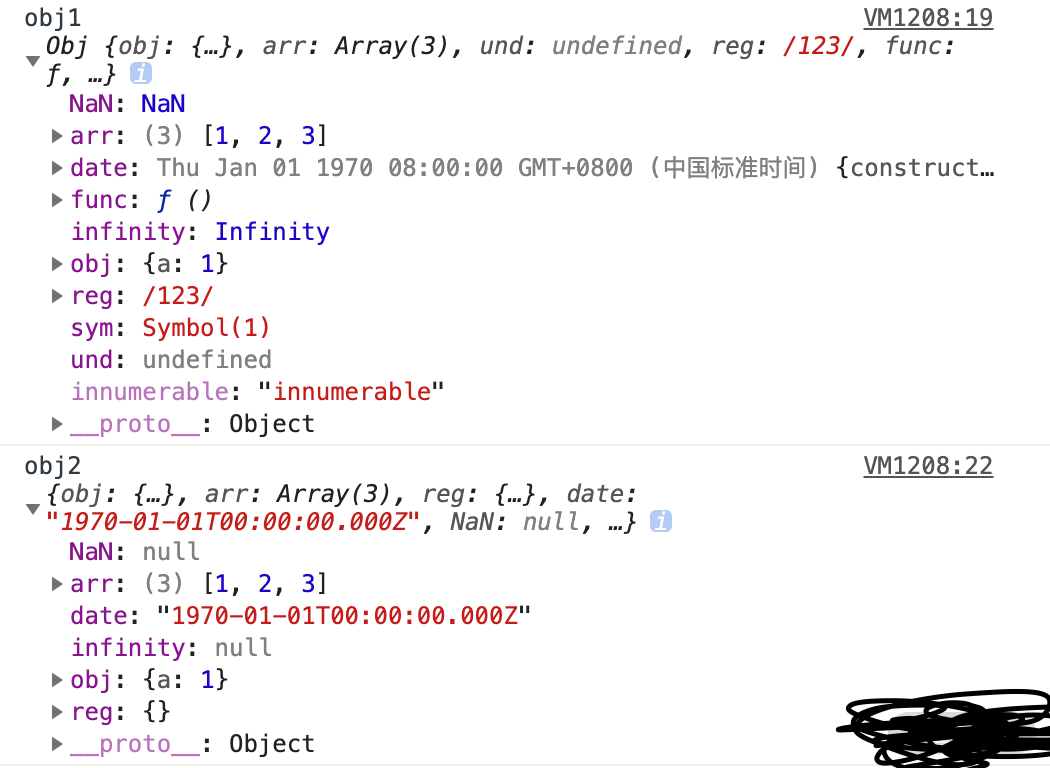 obj1 VM1208:19
Obj {obj: {…}, arr: Array(3), und: undefined, reg: /123/, func:
ƒ, …} i
NaN: NaN
arr: (3) [1, 2, 3]
date: Thu Jan 01 1970 08:00:00 GMT+0800 (中国标准时间) {construct…
func: ƒ ()
infinity: Infinity
obj: {a: 1}
reg: /123/
sym: Symbol(1)
und: undefined
innumerable: "innumerable"
__proto__: Object
obj2 VM1208:22
{obj: {…}, arr: Array(3), reg: {…}, date:
"1970-01-01T00:00:00.000Z", NaN: null, …} i
NaN: null
arr: (3) [1, 2, 3]
date: "1970-01-01T00:00:00.000Z"
infinity: null
obj: {a: 1}
reg: {}
__proto__: Object